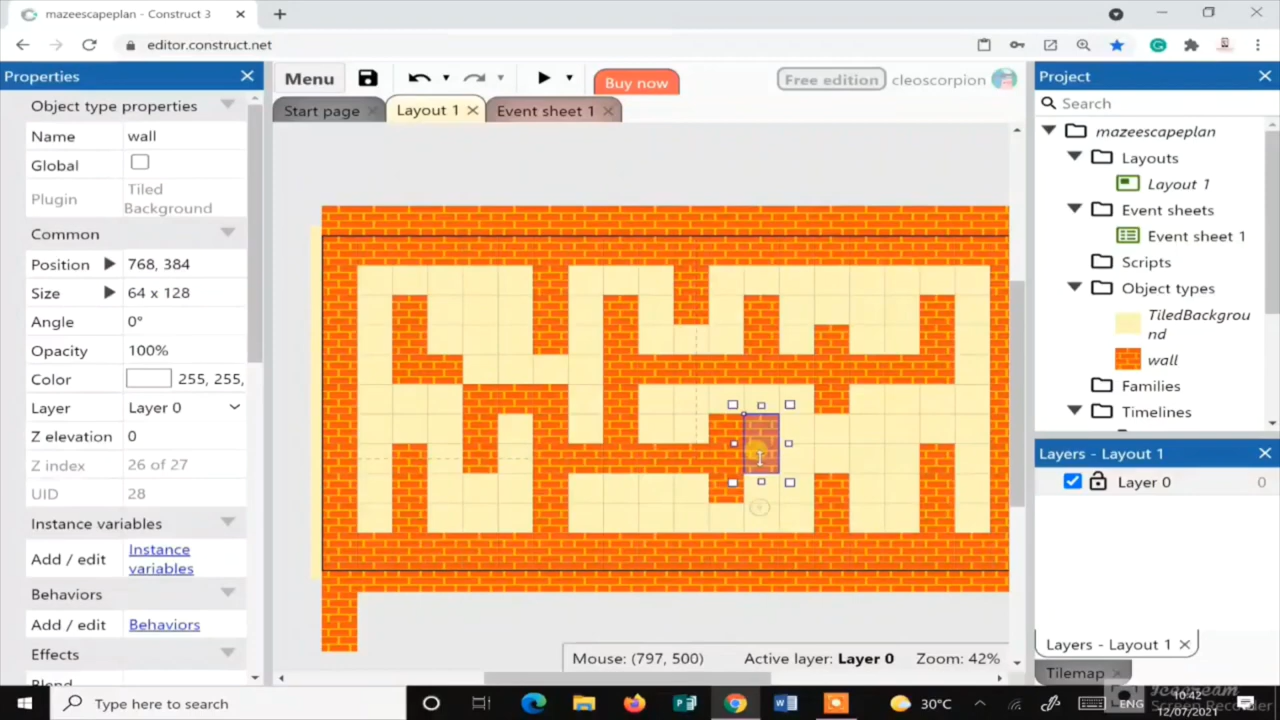 mazeescapeplan - Construct 3
editor.construct.net
Properties
Menu
Buy now
Free edition
cleoscorpion
Project
Object type properties
Start page
Layout 1
Event sheet 1
Search
Name wall
Global
Plugin Tiled
Background
Common
Position 768, 384
Size 64 x 128
Angle 0°
Opacity 100%
Color 255, 255,
Layer Layer 0
Z elevation 0
Z index 26 of 27
UID 28
Instance variables
Add / edit Instance
variables
Behaviors
Add / edit Behaviors
Effects
mazeescapeplan
Layouts
Layout 1
Event sheets
Event sheet 1
Scripts
Object types
TiledBackgrou
nd
wall
Families
Timelines
Layers - Layout 1
Layer 0 0
Layers - Layout 1
Tilemap
Mouse: (797, 500) Active layer: Layer 0 Zoom: 42%
Type here to search
30°C
ENG
10:42
12/07/2021
Icecream
Screen Recorder